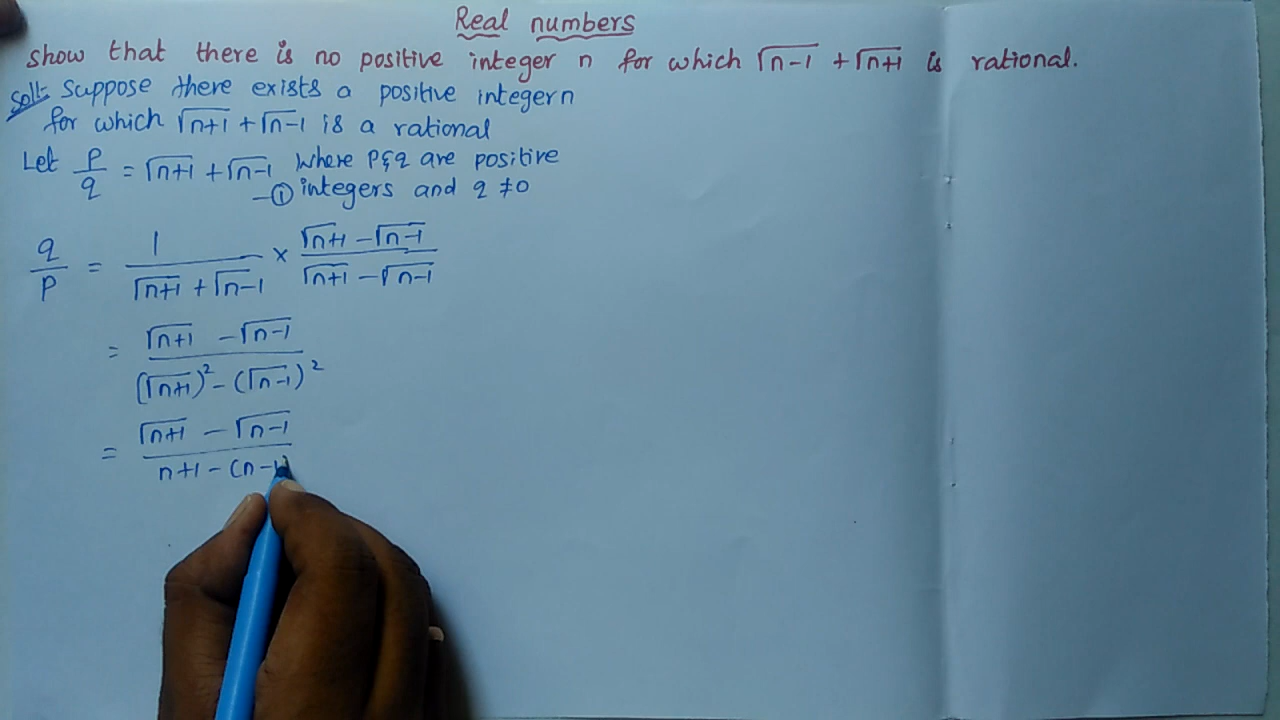 Real numbers
show that there is no positive integer n for which √n-1 + √n+1 is rational.
Sol:- Suppose there exists a positive integer n
for which √n+1 + √n-1 is a rational
Let p/q = √n+1 + √n-1 where p & q are positive
—① integers and q ≠ 0
q/p = 1/(√n+1 + √n-1) × (√n+1 - √n-1)/(√n+1 - √n-1)
= (√n+1 - √n-1)/((√n+1)² - (√n-1)²)
= (√n+1 - √n-1)/(n+1-(n-1)